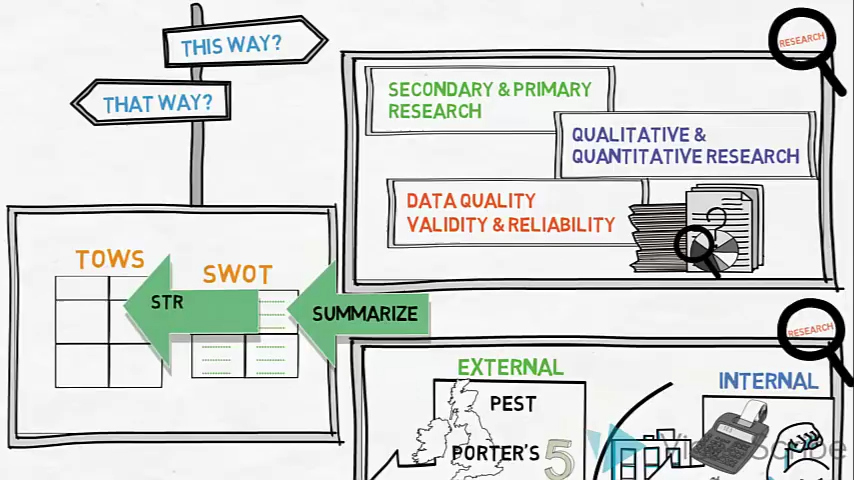 THIS WAY?
THAT WAY?
RESEARCH
SECONDARY & PRIMARY
RESEARCH
QUALITATIVE &
QUANTITATIVE RESEARCH
DATA QUALITY
VALIDITY & RELIABILITY
TOWS
SWOT
STR
SUMMARIZE
RESEARCH
EXTERNAL
INTERNAL
PEST
PORTER'S 5